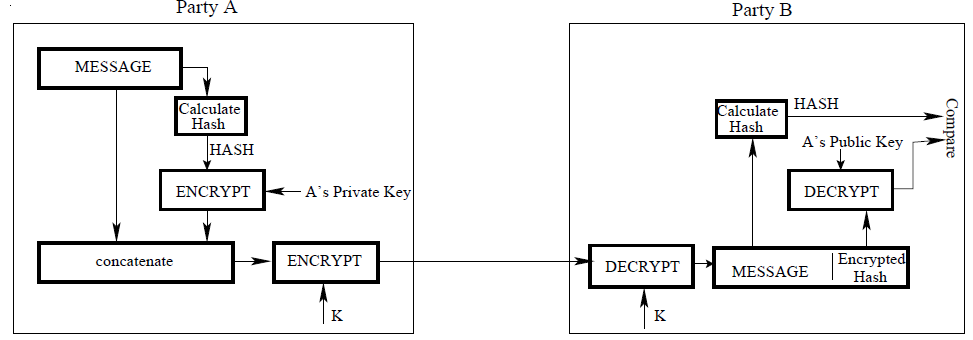 Party A
MESSAGE
Calculate
Hash
HASH
ENCRYPT
A's Private Key
concatenate
ENCRYPT
K
Party B
Calculate
Hash
HASH
Compare
A's Public Key
DECRYPT
DECRYPT
MESSAGE
Encrypted
Hash
K